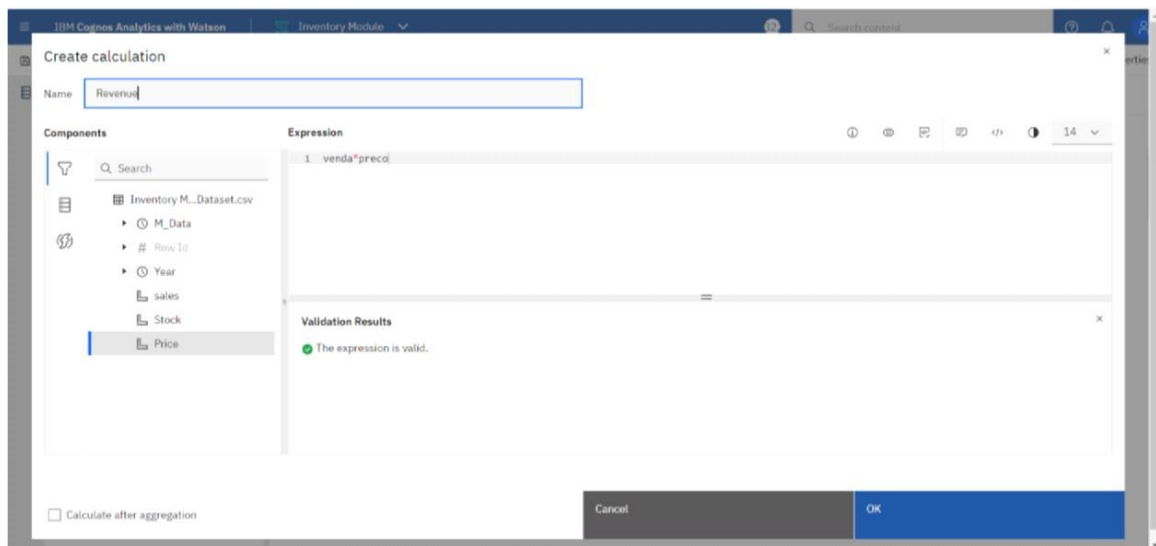 IBM Cognos Analytics with Watson
Inventory Module
Search content
Create calculation
erties
Name
Revenue
Components
Expression
14
Search
1 venda*preco
Inventory M...Dataset.csv
M_Data
# Row Id
Year
sales
Stock
Price
Validation Results
The expression is valid.
Calculate after aggregation
Cancel
OK